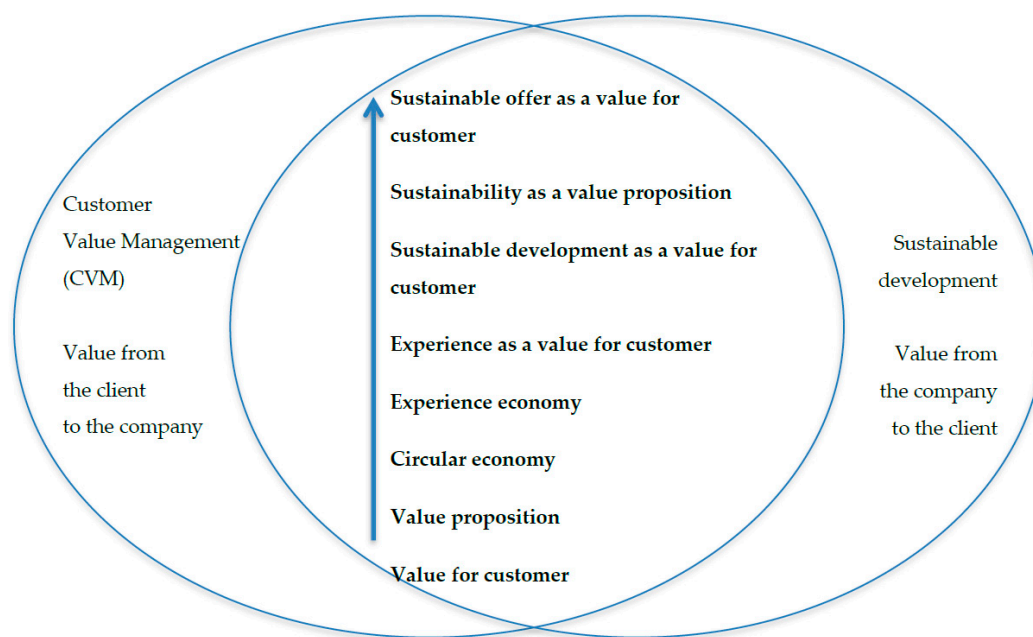 Customer
Value Management
(CVM)
Value from
the client
to the company
Sustainable offer as a value for
customer
Sustainability as a value proposition
Sustainable development as a value for
customer
Experience as a value for customer
Experience economy
Circular economy
Value proposition
Value for customer
Sustainable
development
Value from
the company
to the client